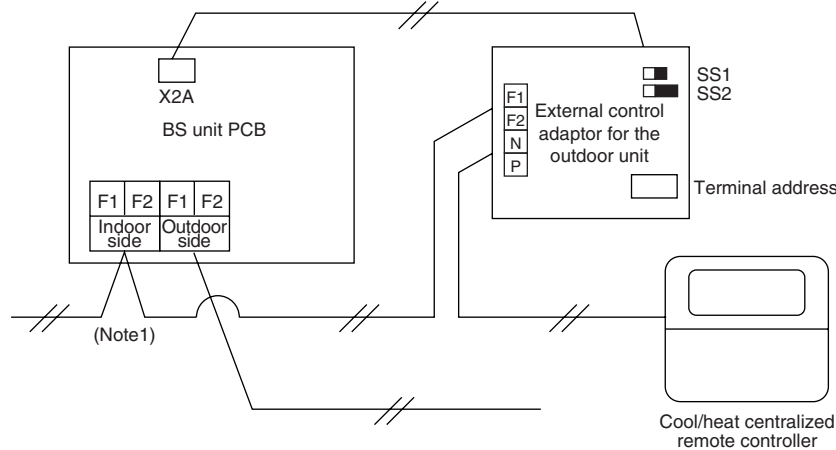 X2A
BS unit PCB
F1 F2 F1 F2
Indoor side
Outdoor side
(Note1)
SS1
SS2
F1
F2
N
P
External control
adaptor for the
outdoor unit
Terminal address
Cool/heat centralized
remote controller